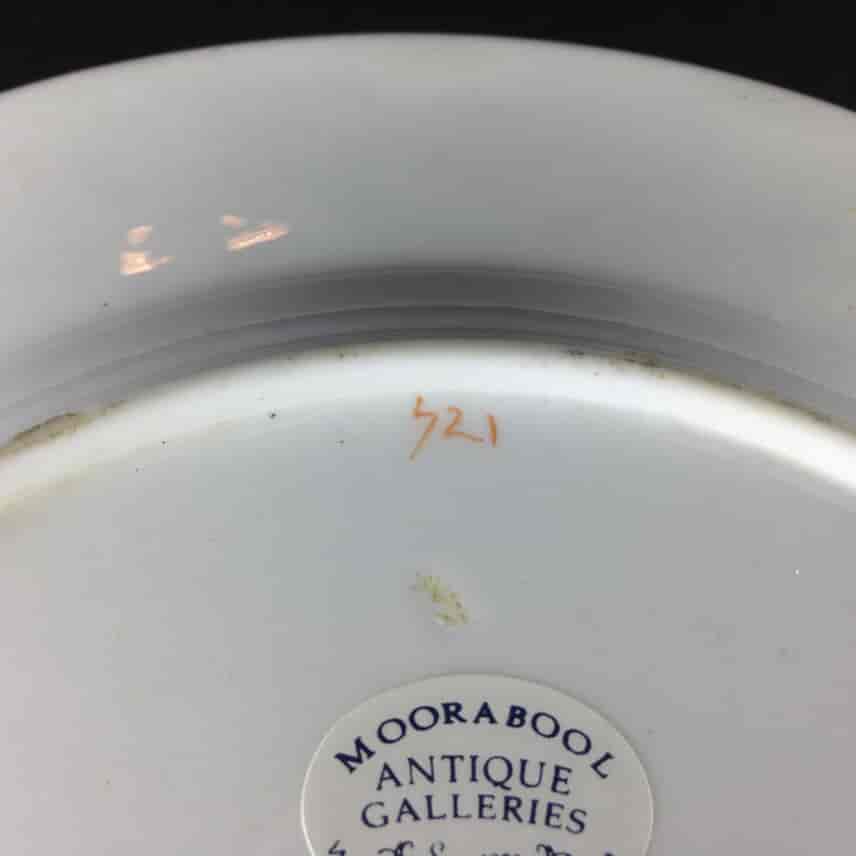 421
MOORABOOL
ANTIQUE
GALLERIES